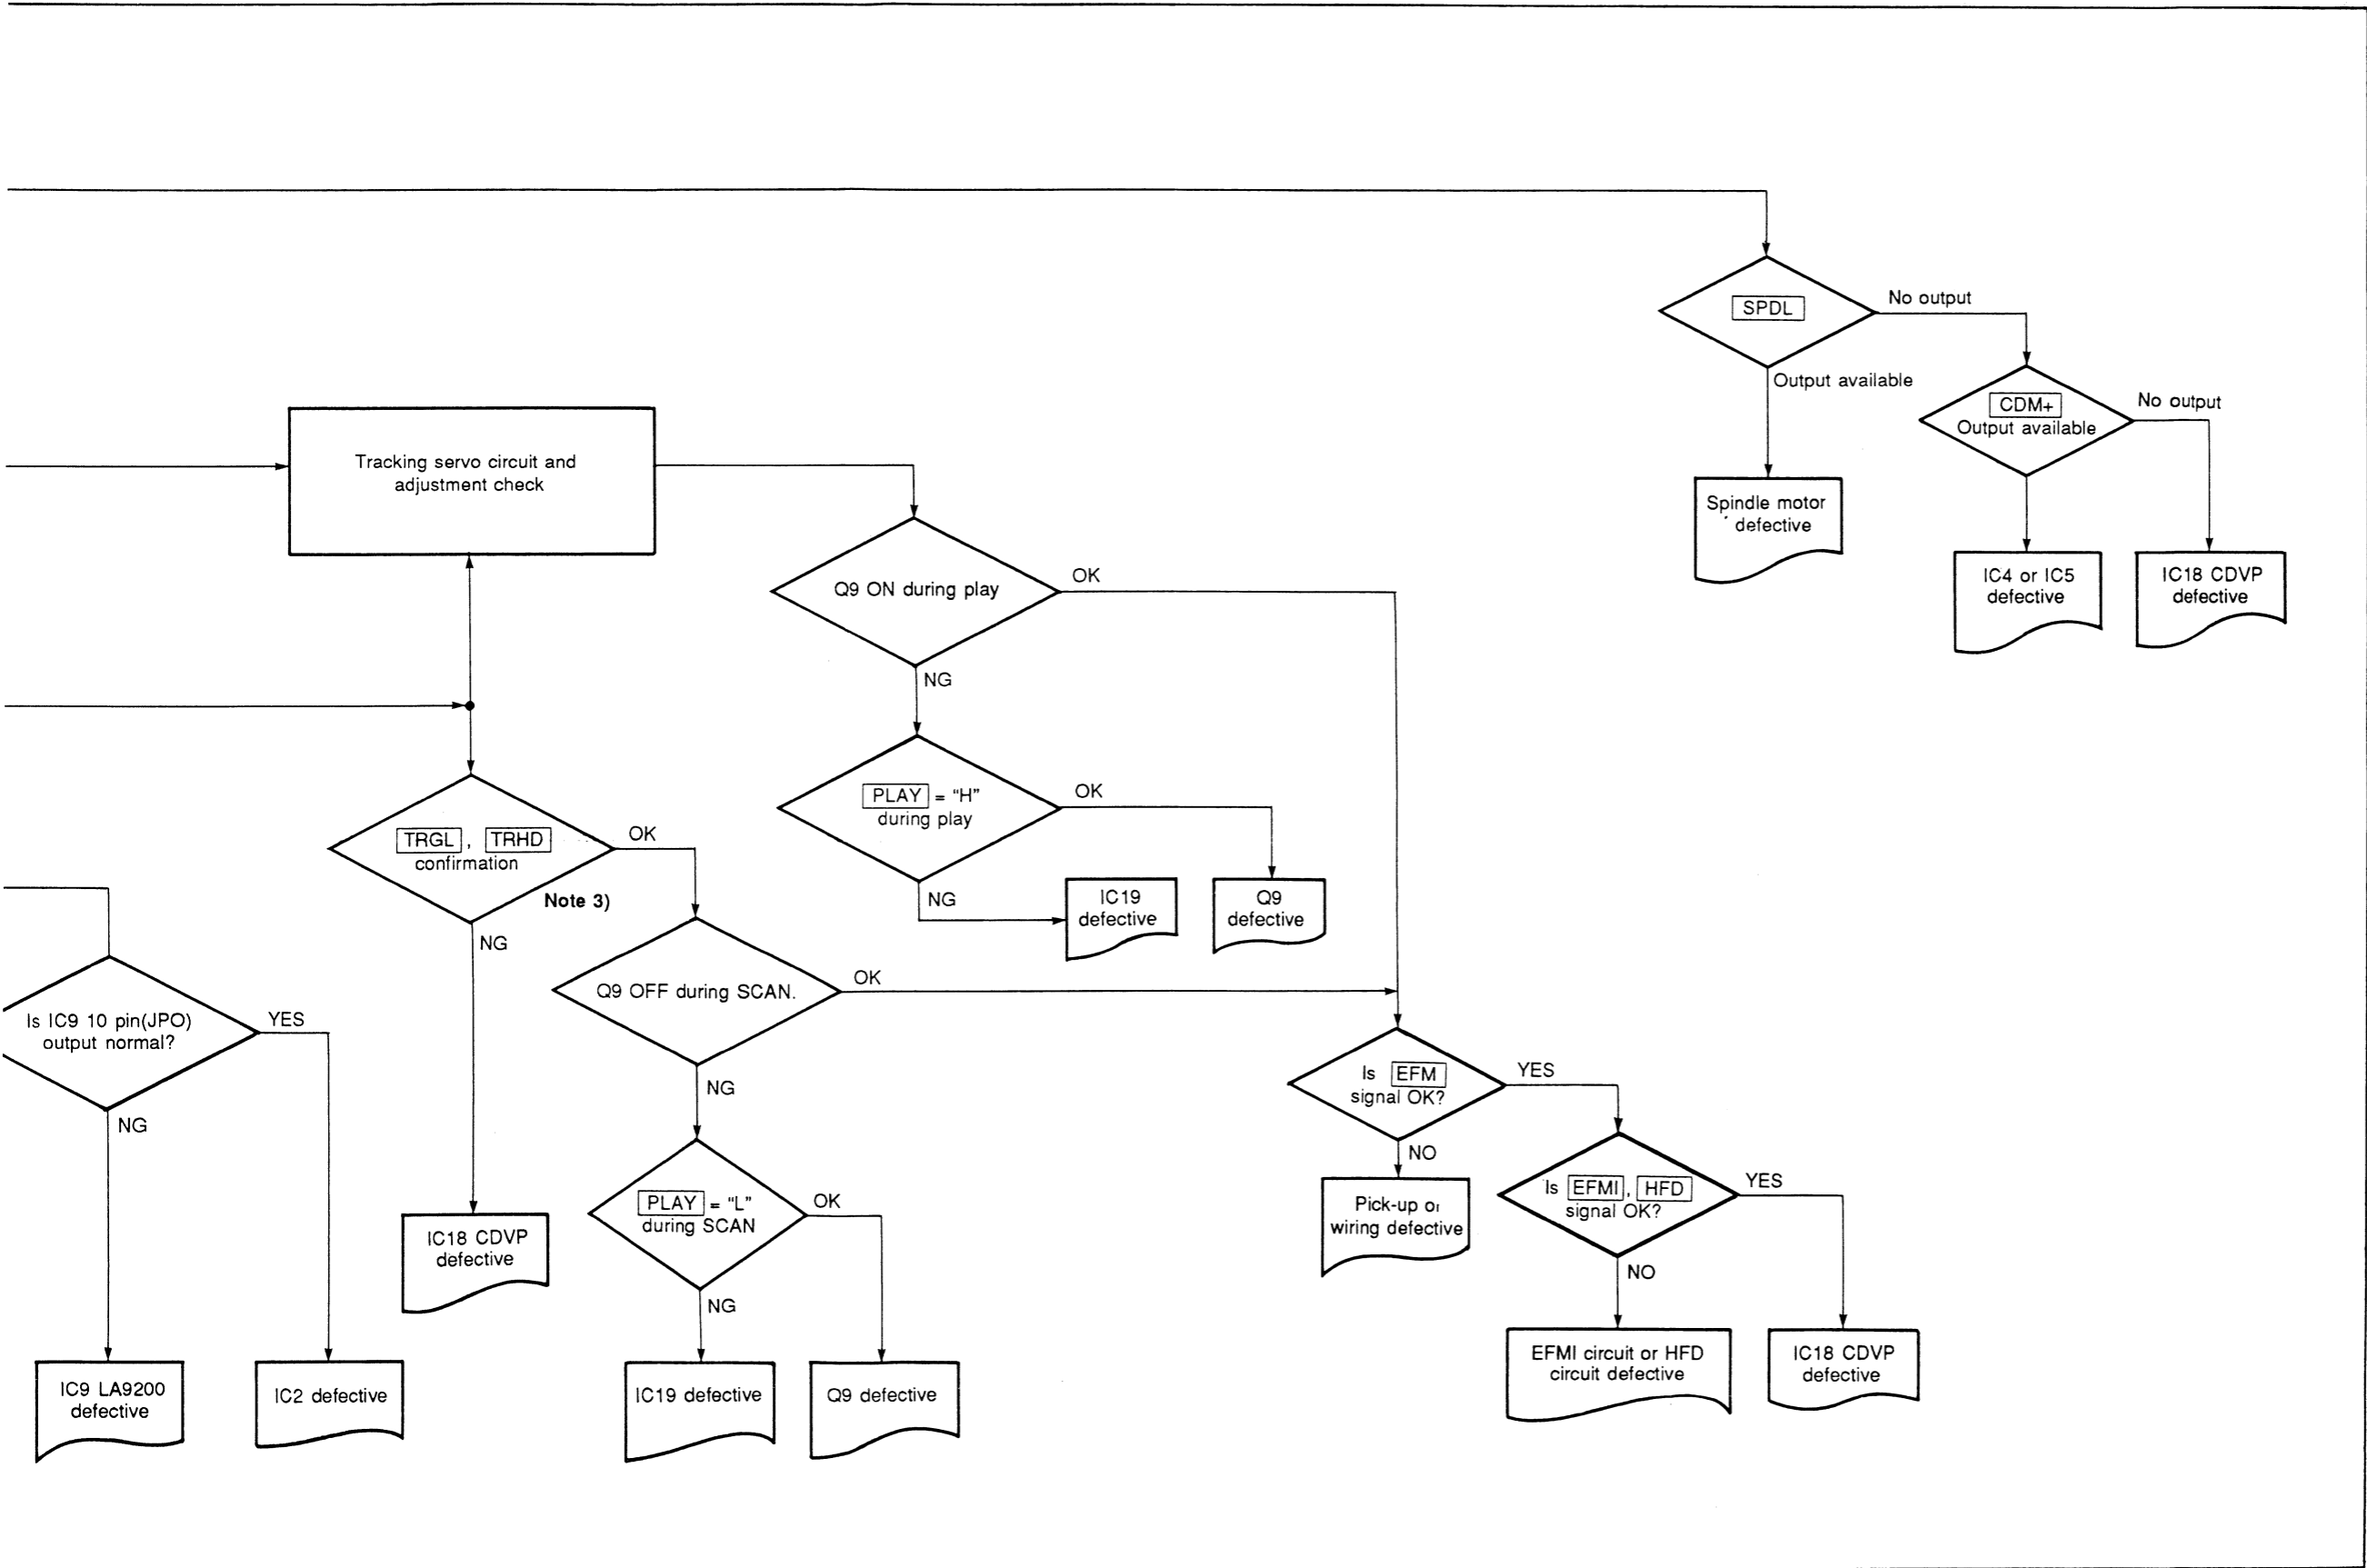 SPDL
No output
Output available
CDM+
Output available
No output
Spindle motor
defective
IC4 or IC5
defective
IC18 CDVP
defective
Tracking servo circuit and
adjustment check
Q9 ON during play
OK
NG
PLAY = “H”
during play
OK
NG
IC19
defective
Q9
defective
TRGL , TRHD
confirmation
OK
Note 3)
NG
Q9 OFF during SCAN.
OK
NG
Is IC9 10 pin(JPO)
output normal?
YES
NG
Is EFM
signal OK?
YES
NO
Is EFMI , HFD
signal OK?
YES
NO
Pick-up or
wiring defective
PLAY = “L”
during SCAN
OK
NG
IC18 CDVP
defective
EFMI circuit or HFD
circuit defective
IC18 CDVP
defective
IC9 LA9200
defective
IC2 defective
IC19 defective
Q9 defective